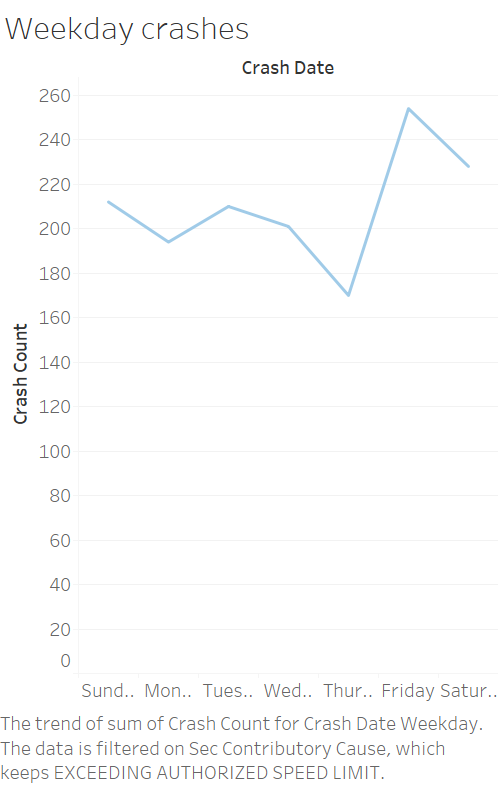 Weekday crashes
Crash Date
260
240
220
200
180
160
140
120
100
80
60
40
20
0
Crash Count
Sund.. Mon.. Tues.. Wed.. Thur.. Friday Satur..
The trend of sum of Crash Count for Crash Date Weekday.
The data is filtered on Sec Contributory Cause, which
keeps EXCEEDING AUTHORIZED SPEED LIMIT.